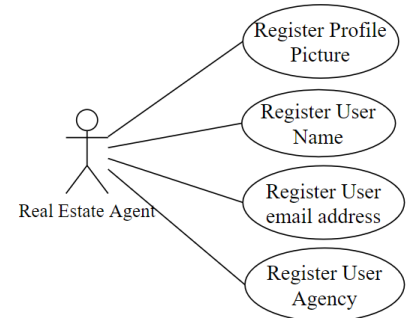 Register Profile
Picture
Register User
Name
Real Estate Agent
Register User
email address
Register User
Agency